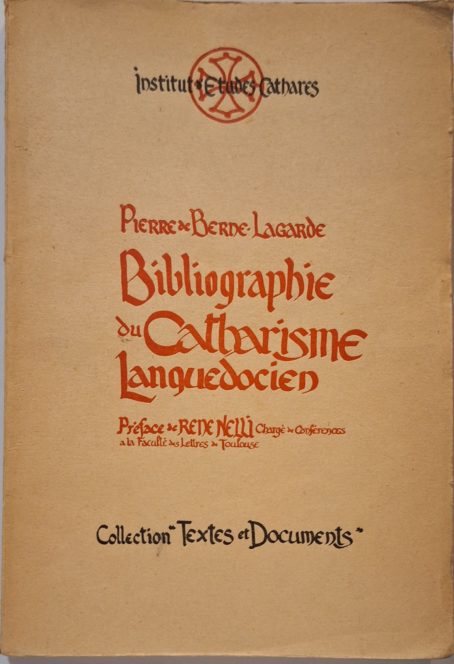 Institut d'Etudes Cathares
Pierre de Berne-Lagarde
Bibliographie
du Catharisme
Languedocien
Préface de RENE NELLI Chargé de Conférences
a la Faculté des Lettres de Toulouse
Collection "Textes et Documents"